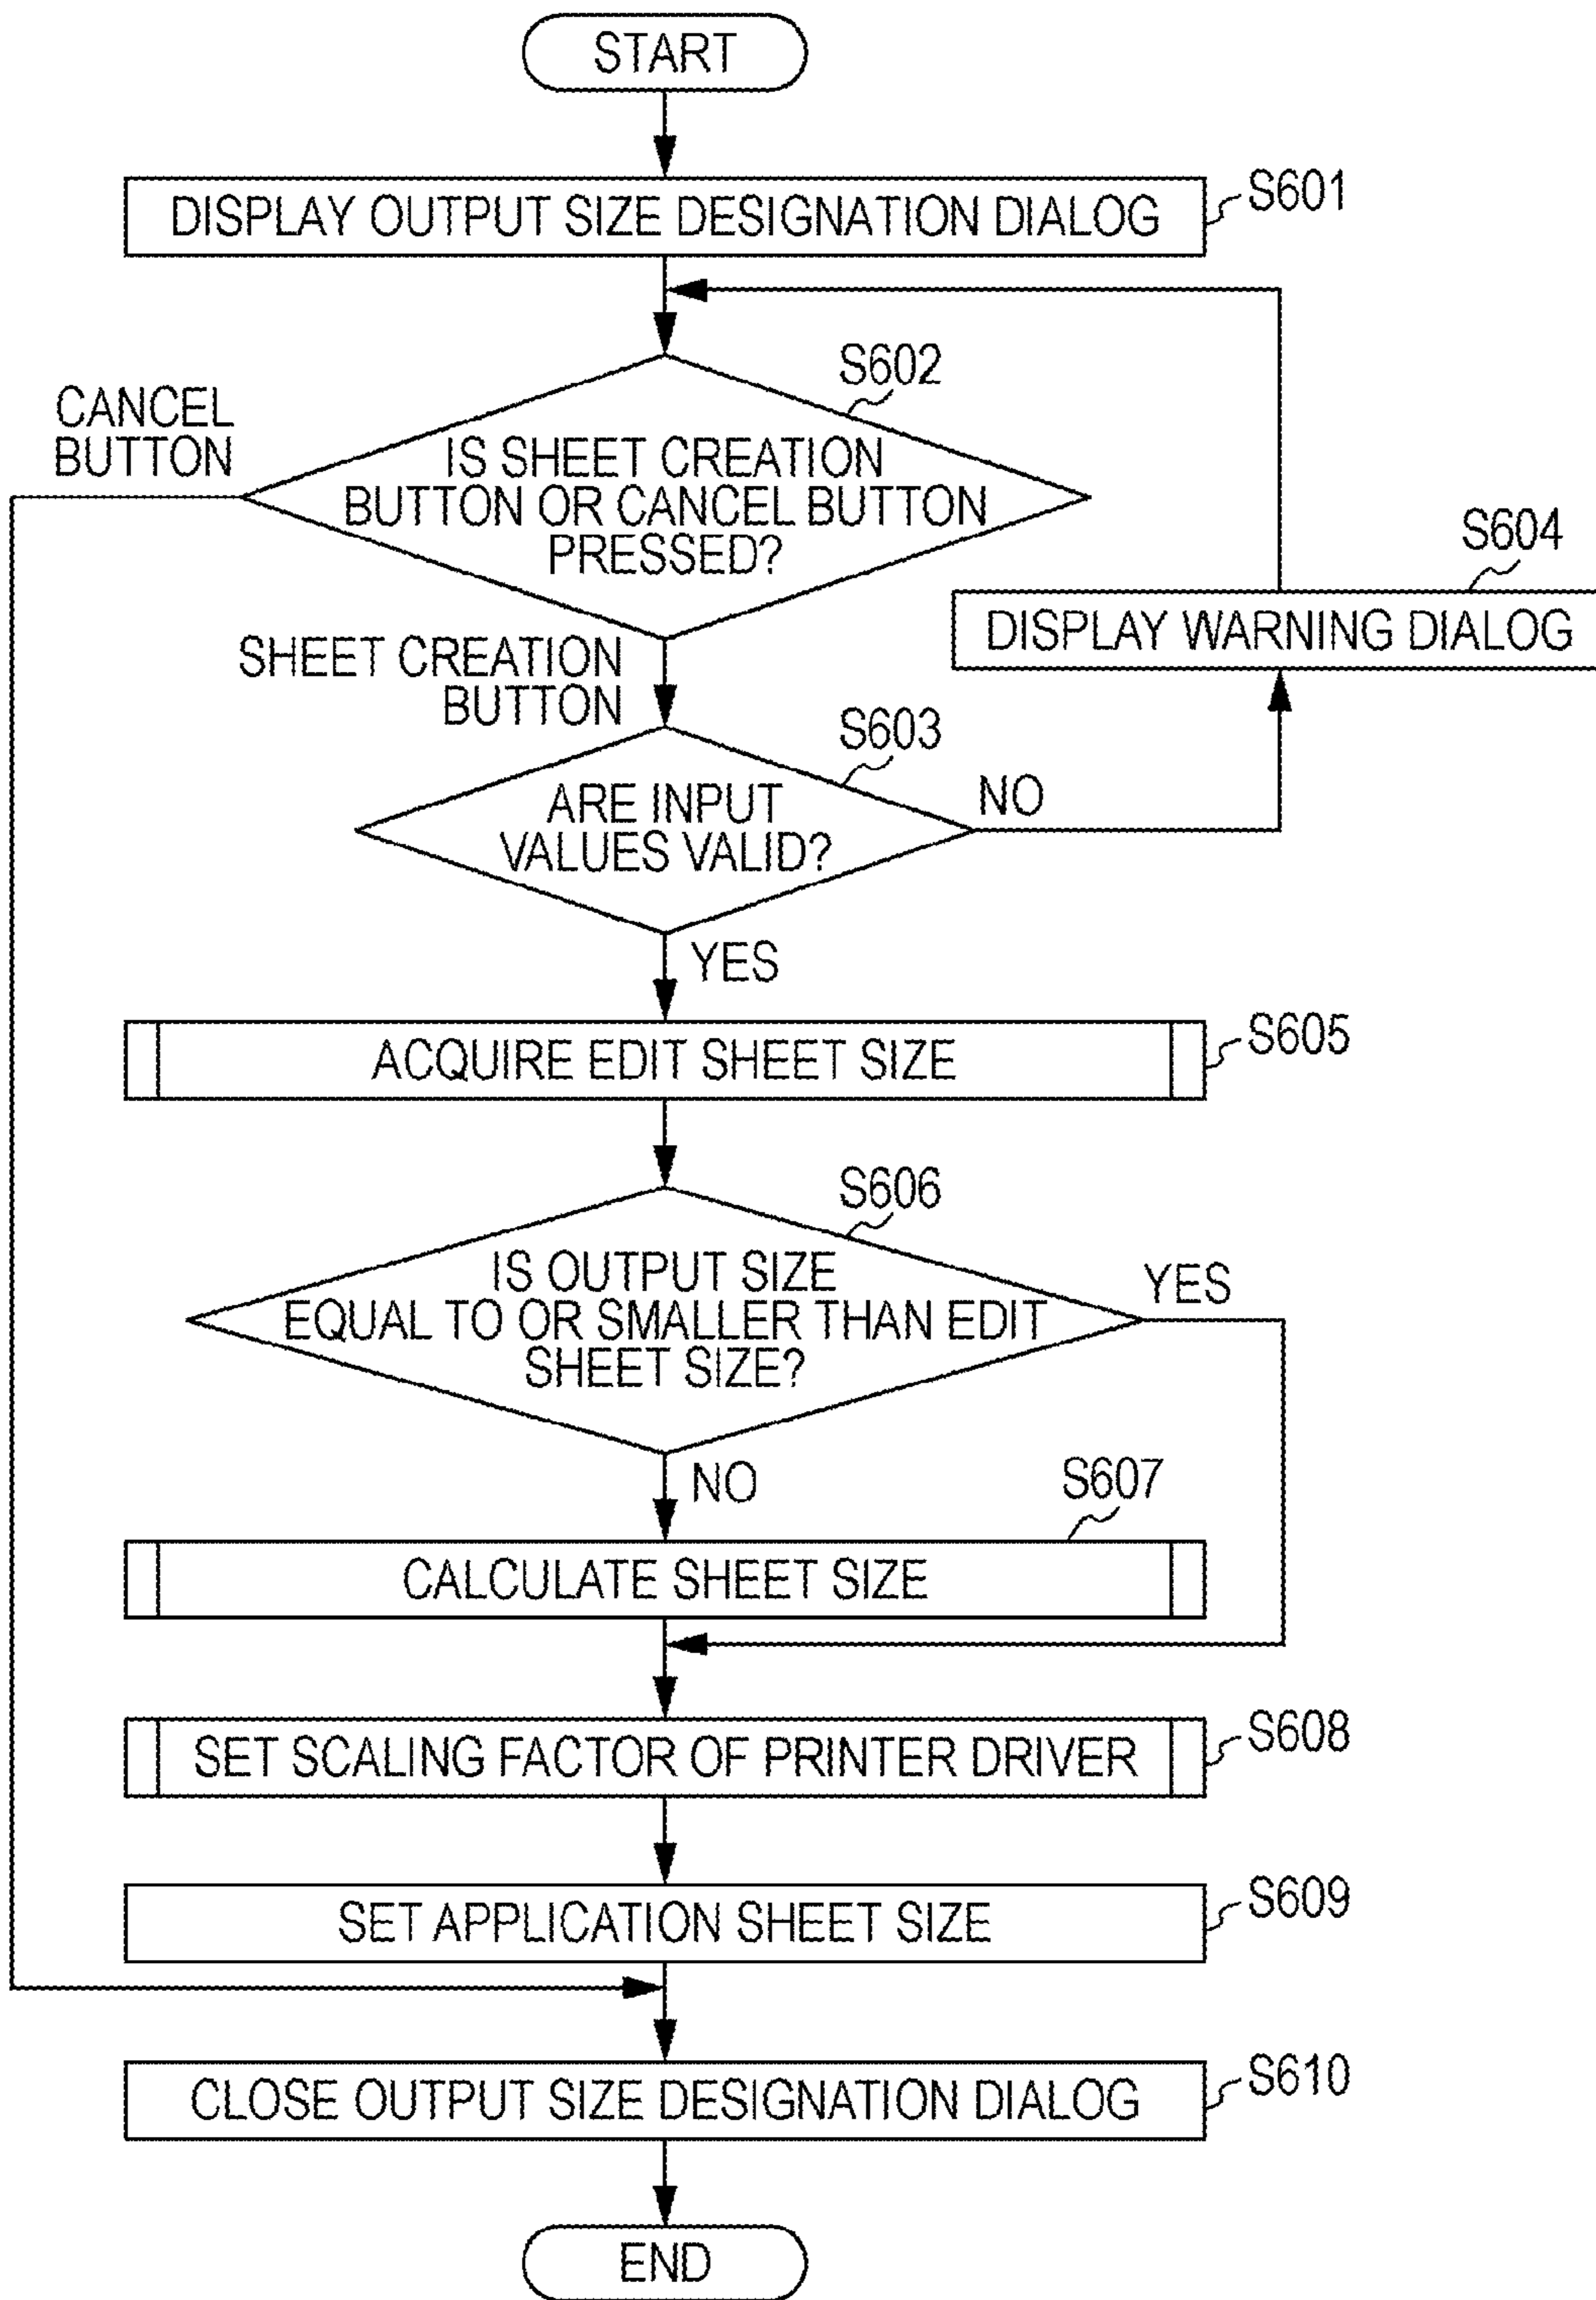 START
DISPLAY OUTPUT SIZE DESIGNATION DIALOG
S601
S602
CANCEL
BUTTON
IS SHEET CREATION
BUTTON OR CANCEL BUTTON
PRESSED?
S604
DISPLAY WARNING DIALOG
SHEET CREATION
BUTTON
S603
ARE INPUT
VALUES VALID?
NO
YES
ACQUIRE EDIT SHEET SIZE
S605
S606
IS OUTPUT SIZE
EQUAL TO OR SMALLER THAN EDIT
SHEET SIZE?
YES
NO
S607
CALCULATE SHEET SIZE
SET SCALING FACTOR OF PRINTER DRIVER
S608
SET APPLICATION SHEET SIZE
S609
CLOSE OUTPUT SIZE DESIGNATION DIALOG
S610
END